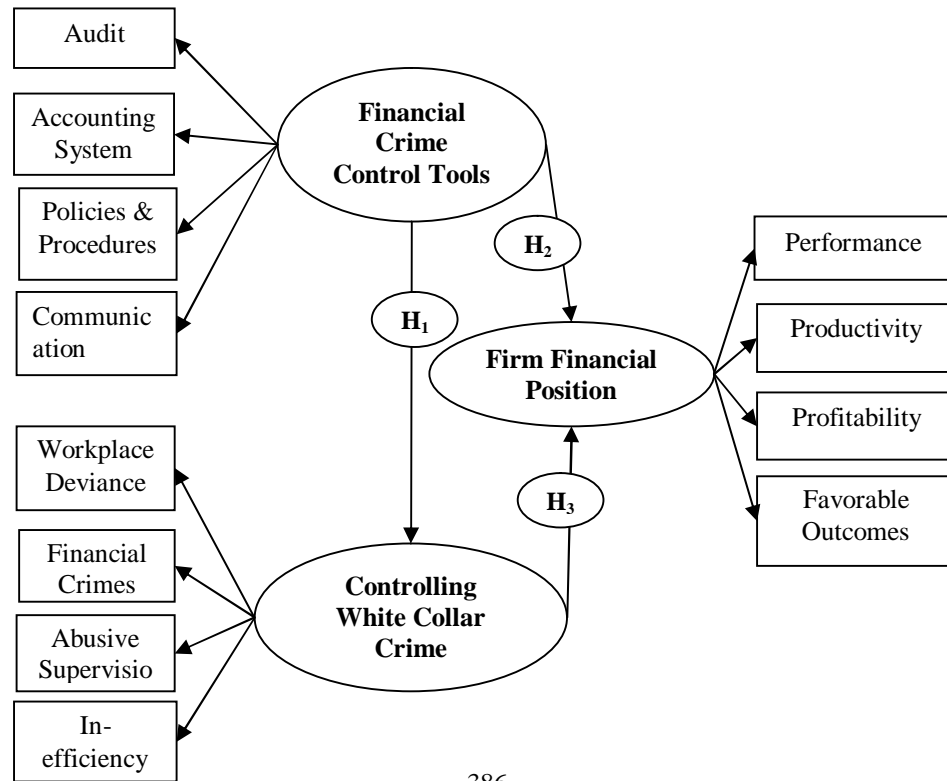 Audit
Accounting
System
Policies &
Procedures
Communic
ation
Financial
Crime
Control Tools
H₂
H₁
Firm Financial
Position
Performance
Productivity
Profitability
Favorable
Outcomes
Workplace
Deviance
Financial
Crimes
Abusive
Supervisio
In-
efficiency
H₃
Controlling
White Collar
Crime
386